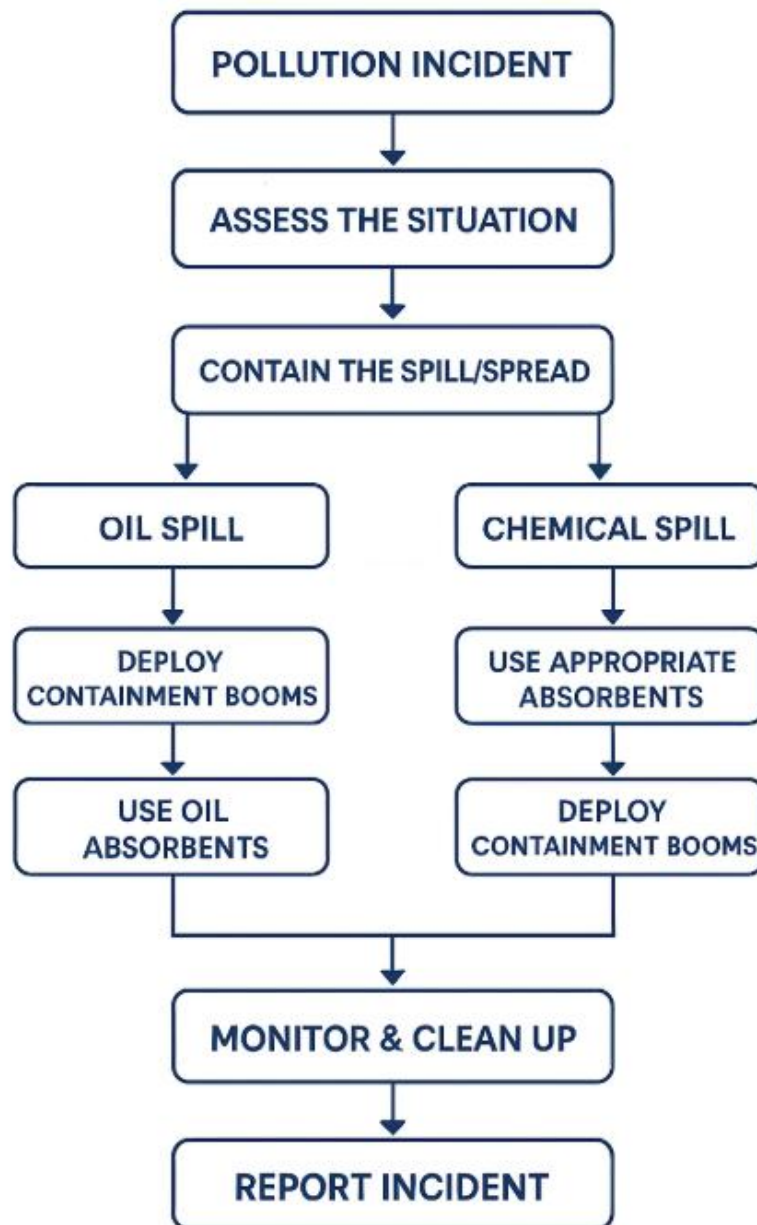 POLLUTION INCIDENT
ASSESS THE SITUATION
CONTAIN THE SPILL/SPREAD
OIL SPILL
DEPLOY
CONTAINMENT BOOMS
USE OIL
ABSORBENTS
CHEMICAL SPILL
USE APPROPRIATE
ABSORBENTS
DEPLOY
CONTAINMENT BOOMS
MONITOR & CLEAN UP
REPORT INCIDENT